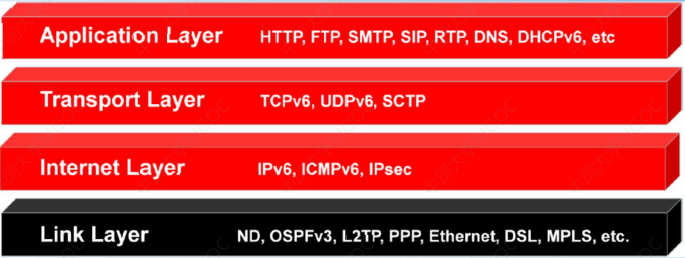 Application Layer HTTP, FTP, SMTP, SIP, RTP, DNS, DHCPv6, etc
Transport Layer TCPv6, UDPv6, SCTP
Internet Layer IPv6, ICMPv6, IPsec
Link Layer ND, OSPFv3, L2TP, PPP, Ethernet, DSL, MPLS, etc.